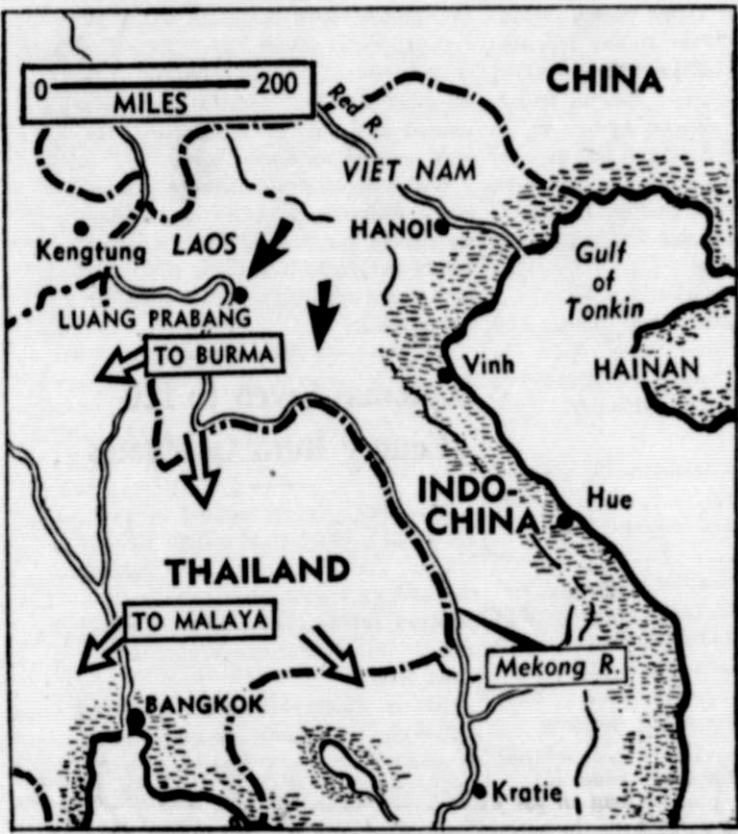 CHINA
0 200
MILES
Red R.
VIET NAM
HANOI
LAOS
Kengtung
Gulf
of
Tonkin
LUANG PRABANG
TO BURMA
Vinh
HAINAN
INDO-
CHINA
Hue
THAILAND
TO MALAYA
Mekong R.
BANGKOK
Kratie